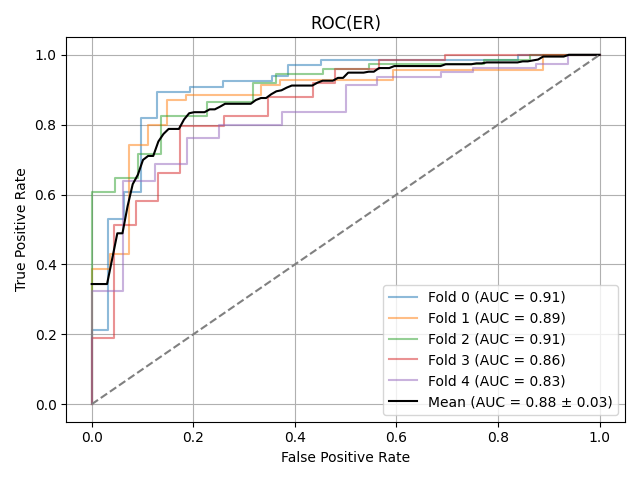 ROC(ER)
True Positive Rate
1.0
0.8
0.6
0.4
0.2
0.0
0.0 0.2 0.4 0.6 0.8 1.0
False Positive Rate
Fold 0 (AUC = 0.91)
Fold 1 (AUC = 0.89)
Fold 2 (AUC = 0.91)
Fold 3 (AUC = 0.86)
Fold 4 (AUC = 0.83)
Mean (AUC = 0.88 ± 0.03)